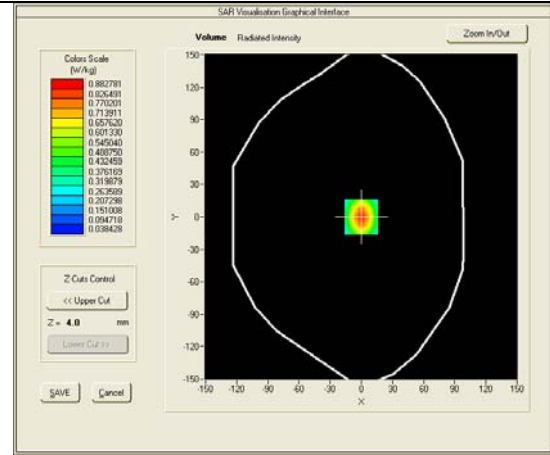 SAR Visualisation Graphical Interface
Volume Radiated Intensity
Zoom In/Out
Colors Scale
(W/kg)
0.882781
0.826491
0.770201
0.713911
0.657620
0.601330
0.545040
0.488750
0.432459
0.376169
0.319879
0.263589
0.207298
0.151008
0.094718
0.038428
Z-Cuts Control
<< Upper Cut
Z = 4.0 mm
Lower Cut >>
SAVE
Cancel
150
120
90
60
30
Y
0
-30
-60
-90
-120
-150
-150 -120 -90 -60 -30 0 30 60 90 120 150
X